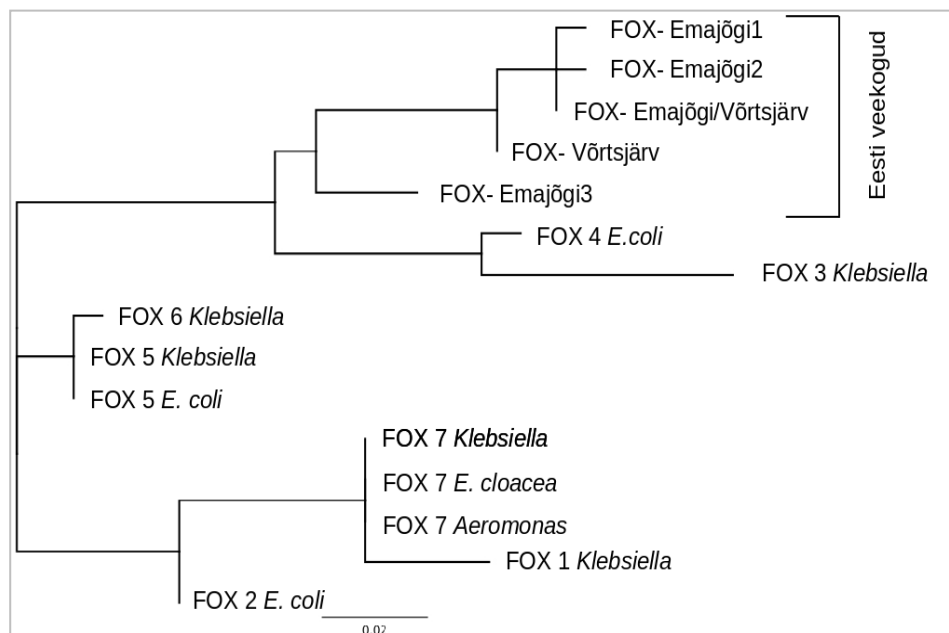 FOX- Emajõgi1
FOX- Emajõgi2
FOX- Emajõgi/Võrtsjärv
FOX- Võrtsjärv
FOX- Emajõgi3
Eesti veekogud
FOX 4 E.coli
FOX 3 Klebsiella
FOX 6 Klebsiella
FOX 5 Klebsiella
FOX 5 E. coli
FOX 7 Klebsiella
FOX 7 E. cloacea
FOX 7 Aeromonas
FOX 1 Klebsiella
FOX 2 E. coli
0.02